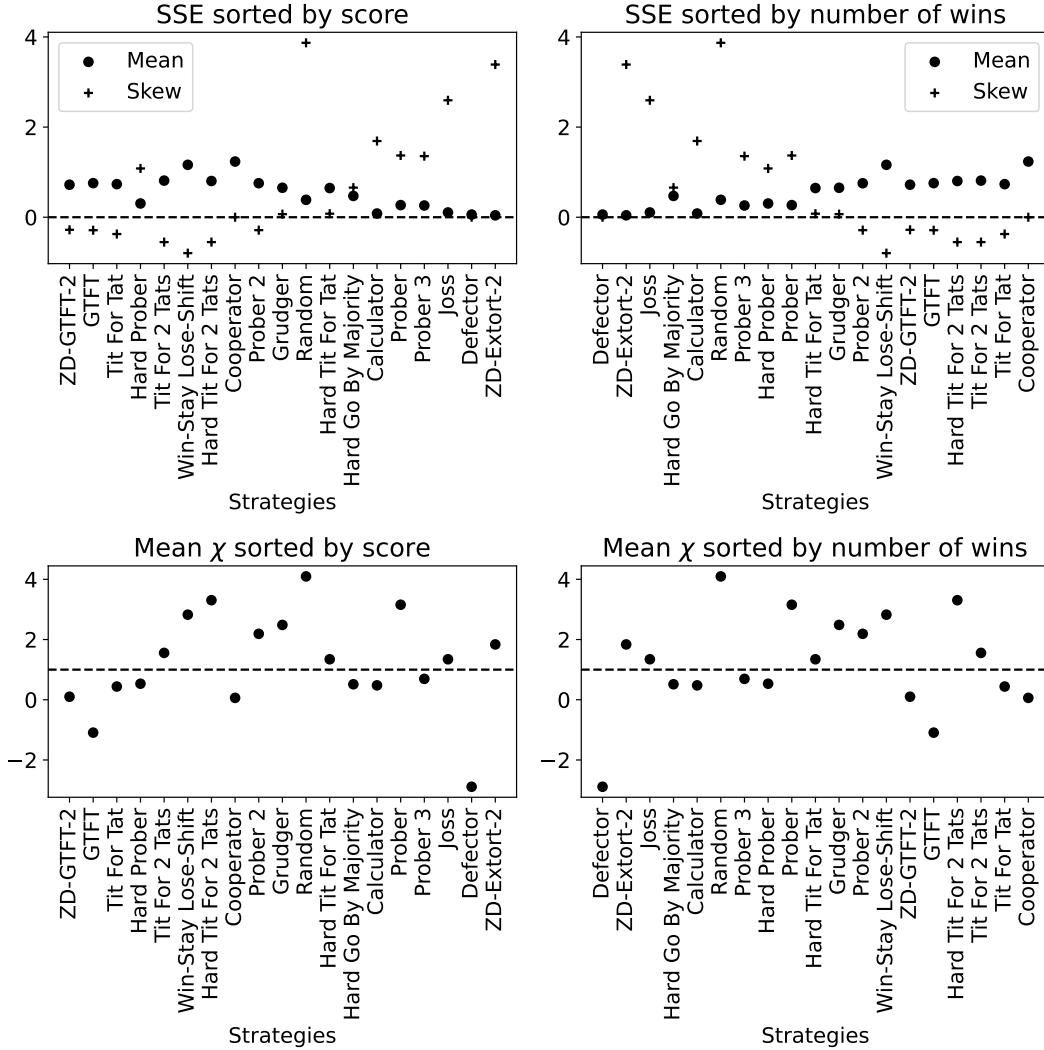 SSE sorted by score
4
2
0
Mean
Skew
ZD-GTFT-2
GTFT
Tit For Tat
Hard Prober
Tit For 2 Tats
Win-Stay Lose-Shift
Hard Tit For 2 Tats
Cooperator
Prober 2
Grudger
Random
Hard Tit For Tat
Hard Go By Majority
Calculator
Prober
Prober 3
Joss
Defector
ZD-Extort-2
Strategies
SSE sorted by number of wins
4
2
0
Mean
Skew
Defector
ZD-Extort-2
Joss
Hard Go By Majority
Calculator
Random
Prober 3
Hard Prober
Prober
Hard Tit For Tat
Grudger
Prober 2
Win-Stay Lose-Shift
ZD-GTFT-2
GTFT
Hard Tit For 2 Tats
Tit For 2 Tats
Tit For Tat
Cooperator
Strategies
Mean χ sorted by score
4
2
0
−2
ZD-GTFT-2
GTFT
Tit For Tat
Hard Prober
Tit For 2 Tats
Win-Stay Lose-Shift
Hard Tit For 2 Tats
Cooperator
Prober 2
Grudger
Random
Hard Tit For Tat
Hard Go By Majority
Calculator
Prober
Prober 3
Joss
Defector
ZD-Extort-2
Strategies
Mean χ sorted by number of wins
4
2
0
−2
Defector
ZD-Extort-2
Joss
Hard Go By Majority
Calculator
Random
Prober 3
Hard Prober
Prober
Hard Tit For Tat
Grudger
Prober 2
Win-Stay Lose-Shift
ZD-GTFT-2
GTFT
Hard Tit For 2 Tats
Tit For 2 Tats
Tit For Tat
Cooperator
Strategies